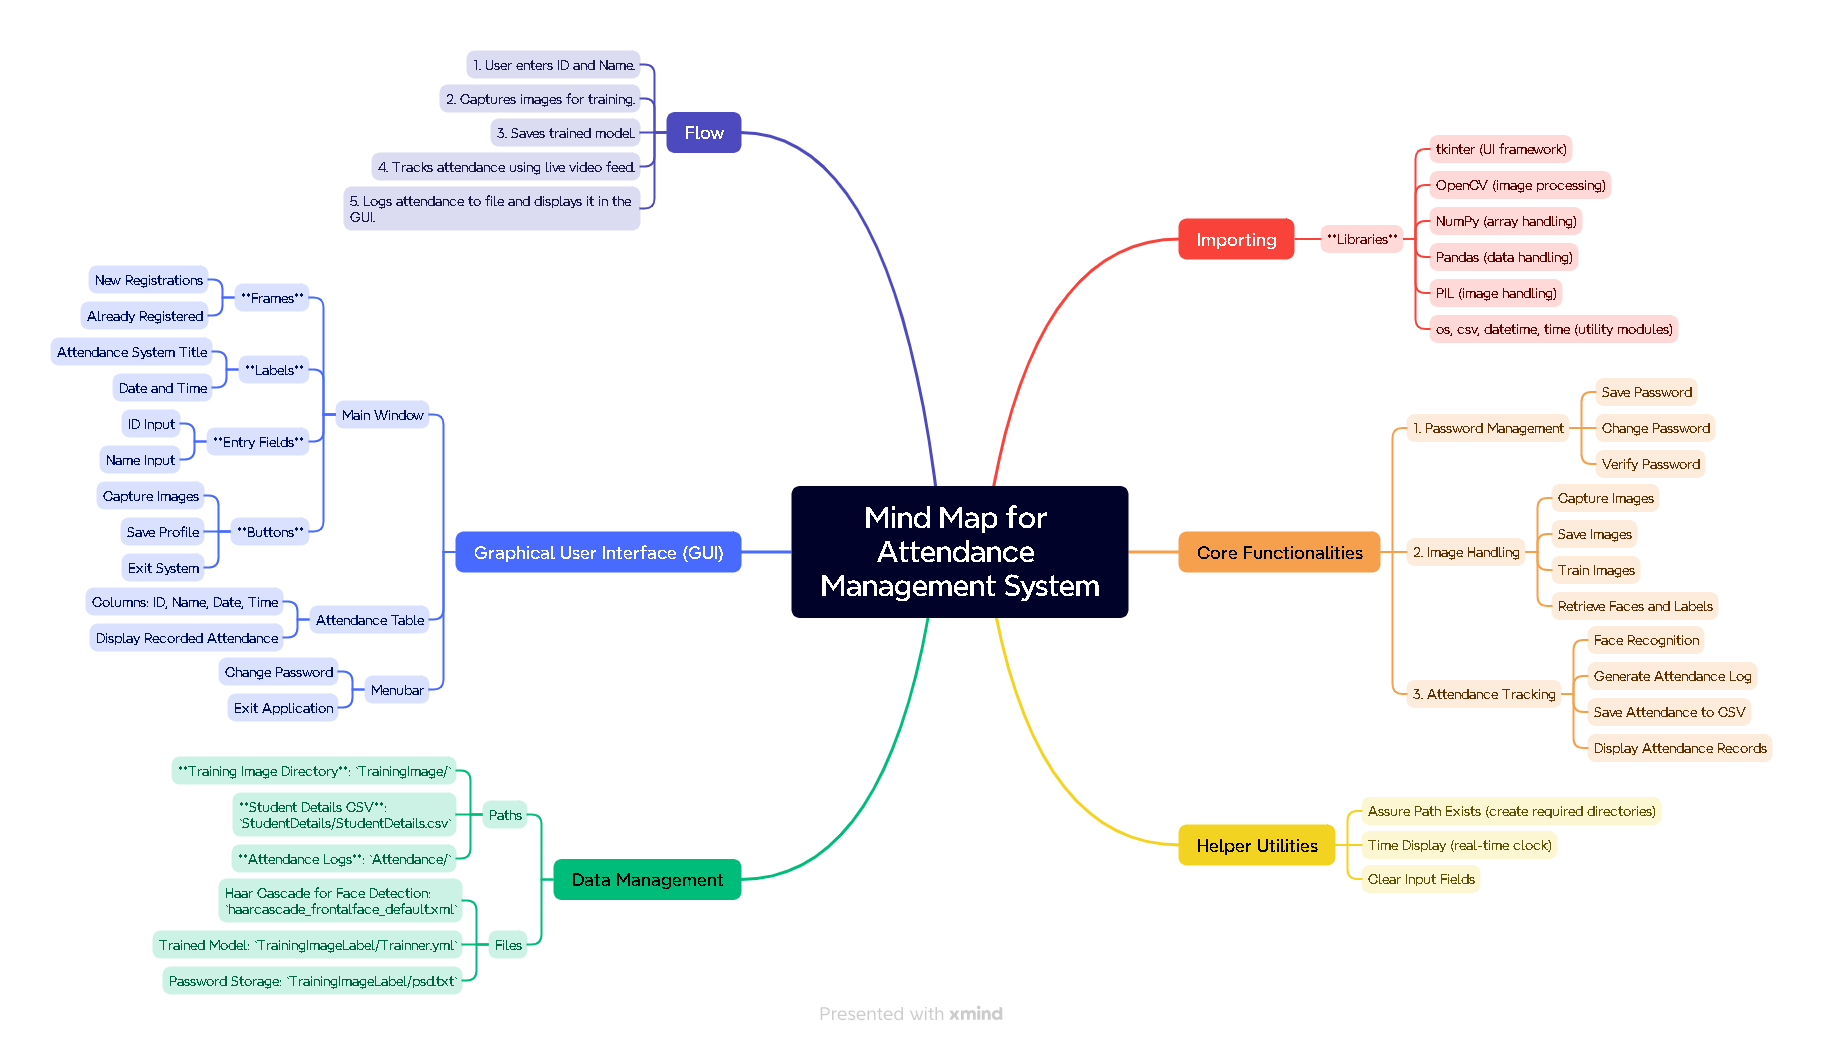 1. User enters ID and Name.
2. Captures images for training.
3. Saves trained model.
4. Tracks attendance using live video feed.
5. Logs attendance to file and displays it in the
GUI.
Flow
Importing
**Libraries**
tkinter (UI framework)
OpenCV (image processing)
NumPy (array handling)
Pandas (data handling)
PIL (image handling)
os, csv, datetime, time (utility modules)
New Registrations
Already Registered
**Frames**
Attendance System Title
Date and Time
**Labels**
ID Input
Name Input
**Entry Fields**
Capture Images
Save Profile
Exit System
**Buttons**
Main Window
Columns: ID, Name, Date, Time
Display Recorded Attendance
Attendance Table
Change Password
Exit Application
Menubar
Graphical User Interface (GUI)
Mind Map for
Attendance
Management System
Core Functionalities
1. Password Management
Save Password
Change Password
Verify Password
2. Image Handling
Capture Images
Save Images
Train Images
Retrieve Faces and Labels
3. Attendance Tracking
Face Recognition
Generate Attendance Log
Save Attendance to CSV
Display Attendance Records
**Training Image Directory**: `TrainingImage/`
**Student Details CSV**:
`StudentDetails/StudentDetails.csv`
**Attendance Logs**: `Attendance/`
Paths
Haar Cascade for Face Detection:
`haarcascade_frontalface_default.xml`
Trained Model: `TrainingImageLabel/Trainner.yml`
Password Storage: `TrainingImageLabel/psd.txt`
Files
Data Management
Helper Utilities
Assure Path Exists (create required directories)
Time Display (real-time clock)
Clear Input Fields
Presented with xmind